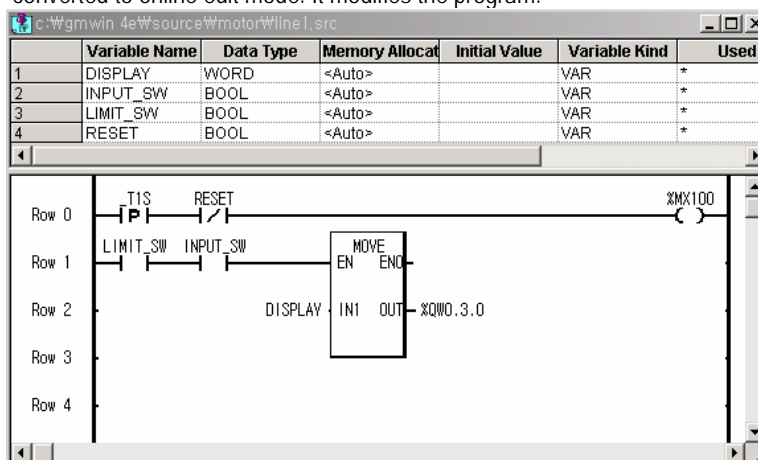 converted to online edit mode. It modifies the program.
c:₩gmwin 4e₩source₩motor₩line1.src
Variable Name Data Type Memory Allocat Initial Value Variable Kind Used
1 DISPLAY WORD <Auto> VAR *
2 INPUT_SW BOOL <Auto> VAR *
3 LIMIT_SW BOOL <Auto> VAR *
4 RESET BOOL <Auto> VAR *
_T1S RESET %MX100
Row 0 P
LIMIT_SW INPUT_SW MOVE
Row 1 EN ENO
Row 2 DISPLAY IN1 OUT %QW0.3.0
Row 3
Row 4